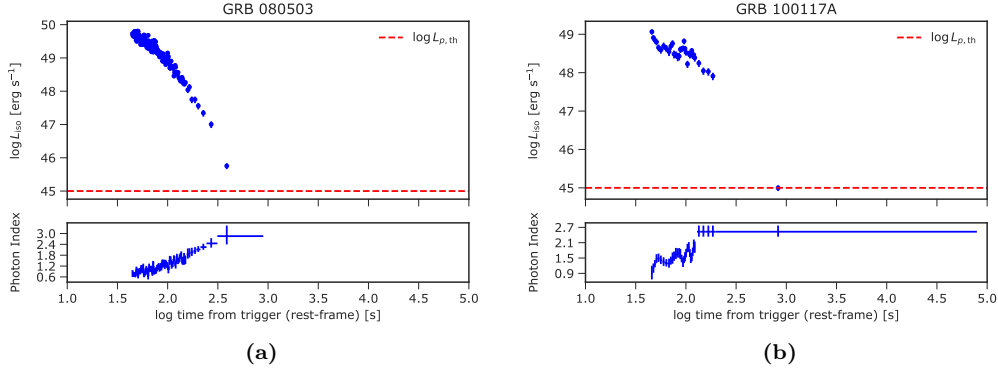 GRB 080503
log L_iso [erg s⁻¹]
50
49
48
47
46
45
log L_p, th
Photon Index
3.0
2.4
1.8
1.2
0.6
1.0 1.5 2.0 2.5 3.0 3.5 4.0 4.5 5.0
log time from trigger (rest-frame) [s]
(a)
GRB 100117A
log L_iso [erg s⁻¹]
49
48
47
46
45
log L_p, th
Photon Index
2.7
2.1
1.5
0.9
1.0 1.5 2.0 2.5 3.0 3.5 4.0 4.5 5.0
log time from trigger (rest-frame) [s]
(b)